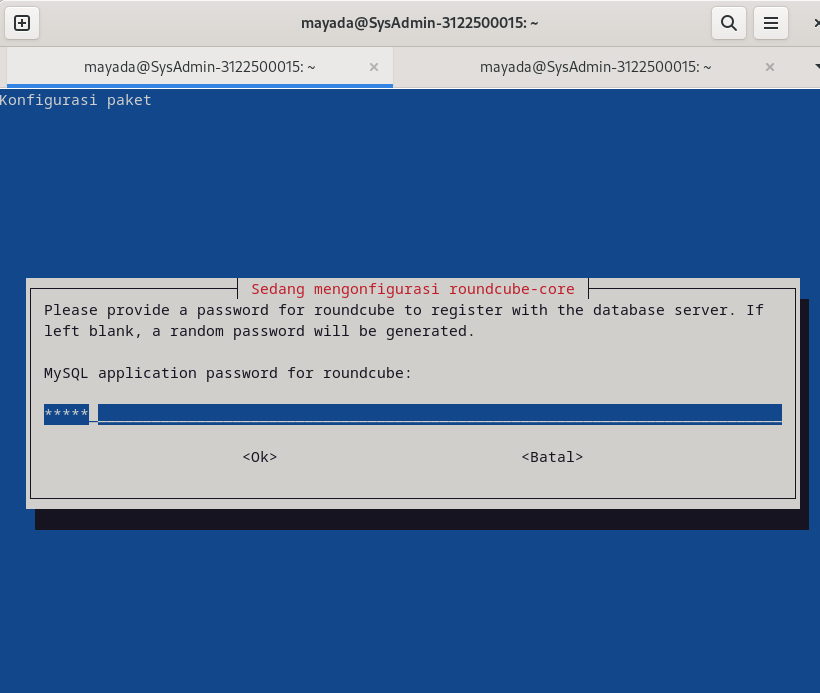 mayada@SysAdmin-3122500015: ~
mayada@SysAdmin-3122500015: ~
mayada@SysAdmin-3122500015: ~
Konfigurasi paket
Sedang mengonfigurasi roundcube-core
Please provide a password for roundcube to register with the database server. If
left blank, a random password will be generated.
MySQL application password for roundcube:
*****
<Ok> <Batal>